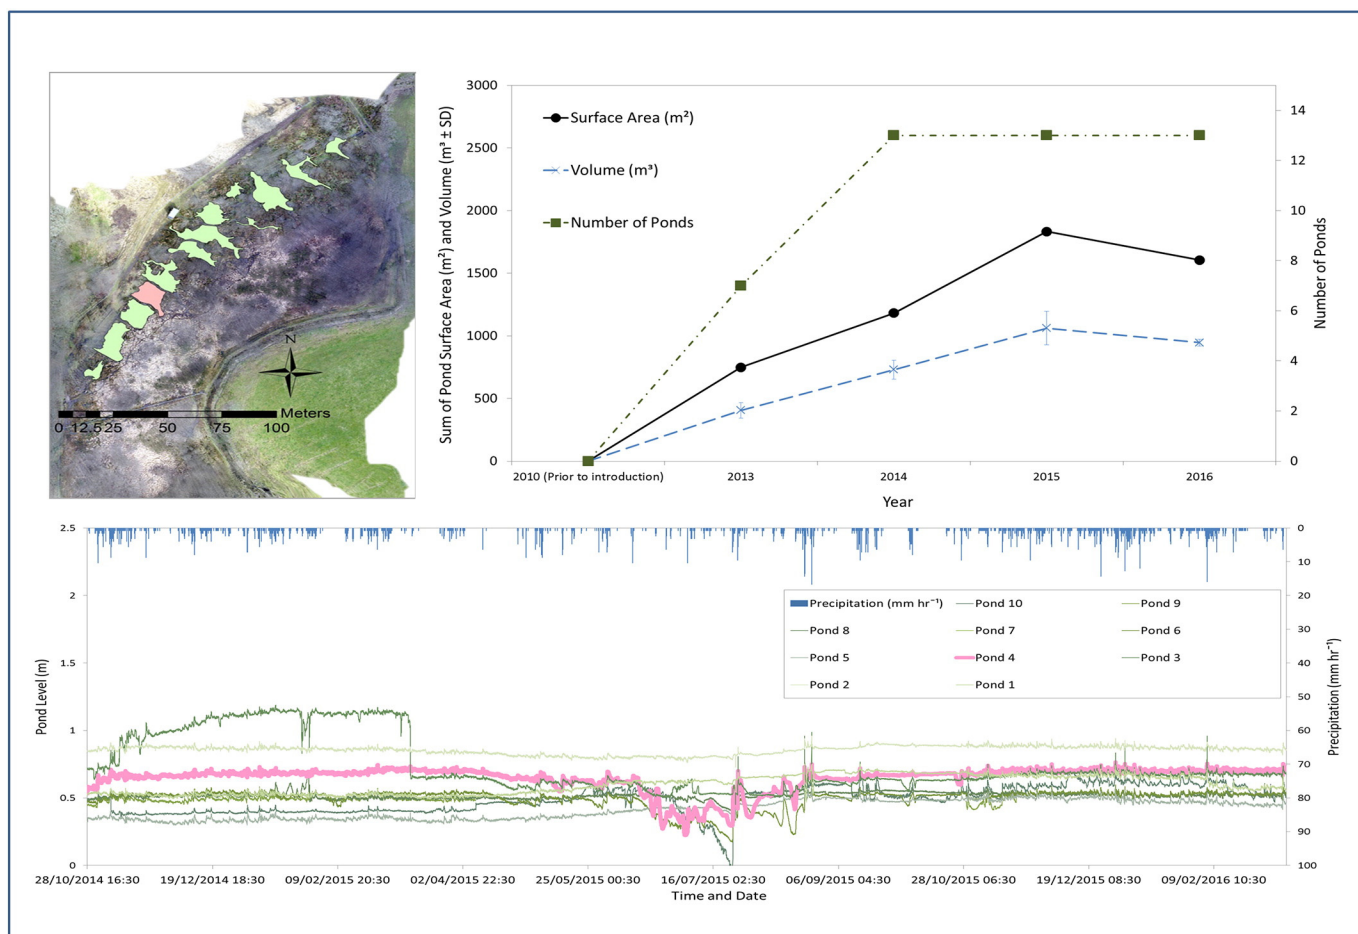 N
Meters
0 12.5 25 50 75 100
Sum of Pond Surface Area (m²) and Volume (m³ ± SD)
3000
2500
2000
1500
1000
500
0
Surface Area (m²)
Volume (m³)
Number of Ponds
14
12
10
8
6
4
2
0
Number of Ponds
2010 (Prior to introduction) 2013 2014 2015 2016
Year
Pond Level (m)
2.5
2
1.5
1
0.5
0
Precipitation (mm hr⁻¹) Pond 10 Pond 9
Pond 8 Pond 7 Pond 6
Pond 5 Pond 4 Pond 3
Pond 2 Pond 1
0
10
20
30
40
50
60
70
80
90
100
Precipitation (mm hr⁻¹)
28/10/2014 16:30 19/12/2014 18:30 09/02/2015 20:30 02/04/2015 22:30 25/05/2015 00:30 16/07/2015 02:30 06/09/2015 04:30 28/10/2015 06:30 19/12/2015 08:30 09/02/2016 10:30
Time and Date